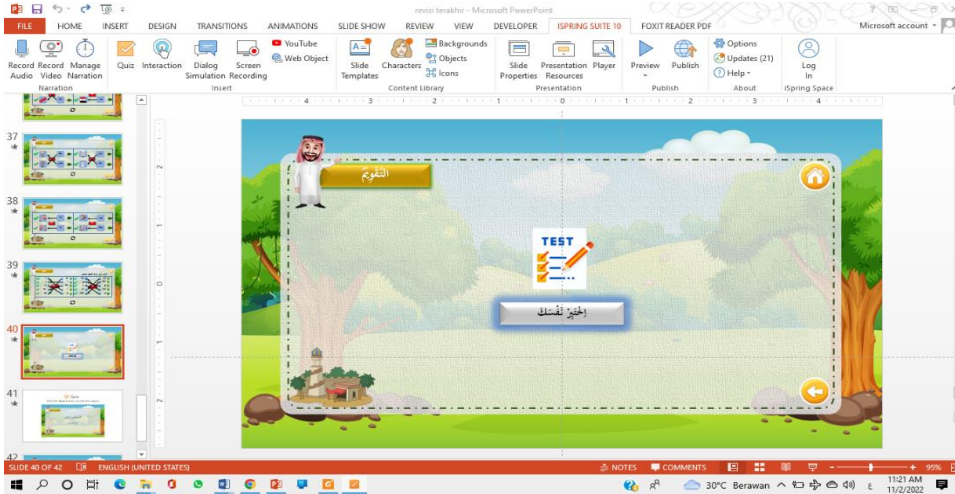 revisi terakhir - Microsoft PowerPoint
FILE HOME INSERT DESIGN TRANSITIONS ANIMATIONS SLIDE SHOW REVIEW VIEW DEVELOPER ISPRING SUITE 10 FOXIT READER PDF Microsoft account
Record Audio Record Video Manage Narration Quiz Interaction Dialog Simulation Screen Recording YouTube Web Object Slide Templates Characters Backgrounds Objects Icons Slide Properties Presentation Resources Player Preview Publish Options Updates (21) Help Log In
Narration Insert Content Library Presentation Publish About iSpring Space
37
38
39
40
41
42
التَّقْوِيْمُ
TEST
اِخْتَبِرْ نَفْسَكَ
Quiz
SLIDE 40 OF 42 ENGLISH (UNITED STATES) NOTES COMMENTS 95%
30°C Berawan 11:21 AM
11/2/2022